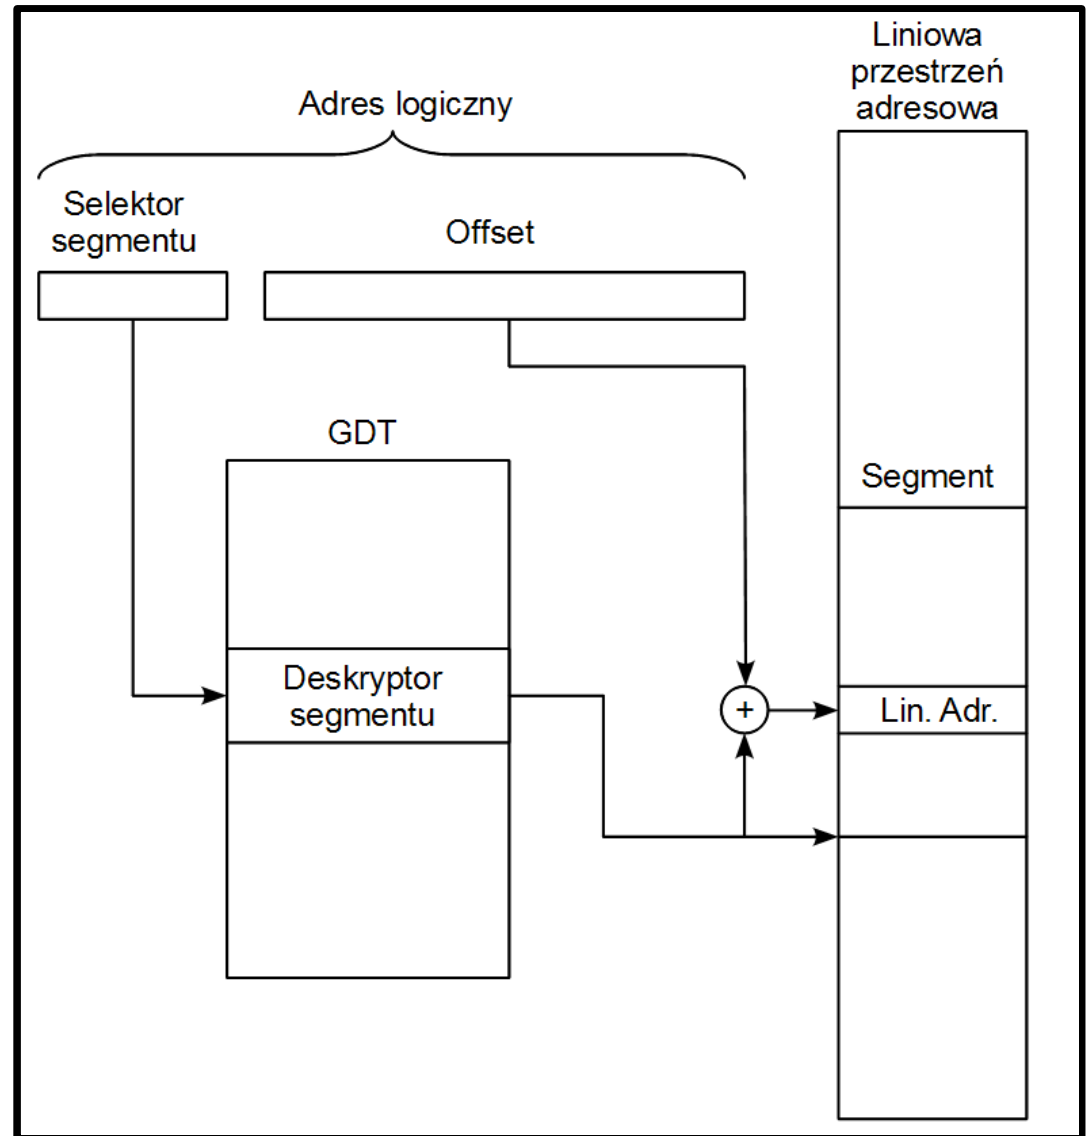 Liniowa
przestrzeń
adresowa
Adres logiczny
Selektor
segmentu
Offset
GDT
Segment
Deskryptor
segmentu
+
Lin. Adr.